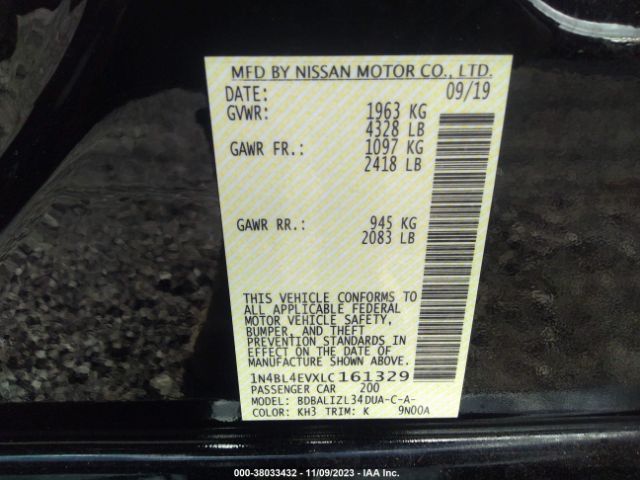 MFD BY NISSAN MOTOR CO., LTD.
DATE: 09/19
GVWR: 1963 KG
4328 LB
GAWR FR.: 1097 KG
2418 LB
GAWR RR.: 945 KG
2083 LB
THIS VEHICLE CONFORMS TO
ALL APPLICABLE FEDERAL
MOTOR VEHICLE SAFETY,
BUMPER, AND THEFT
PREVENTION STANDARDS IN
EFFECT ON THE DATE OF
MANUFACTURE SHOWN ABOVE.
1N4BL4EVXLC161329
PASSENGER CAR 200
MODEL: BDBALIZL34DUA-C-A-
COLOR: KH3 TRIM: K 9N00A
000-38033432 - 11/09/2023 - IAA Inc.